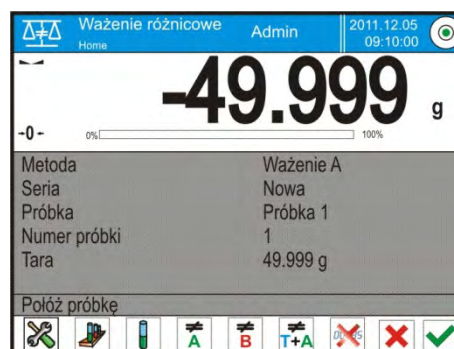 Ważenie różnicowe Admin 2011.12.05
Home 09:10:00
-49.999 g
-0- 0% 100%
Metoda Ważenie A
Seria Nowa
Próbka Próbka 1
Numer próbki 1
Tara 49.999 g
Połóż próbkę
A B T+A